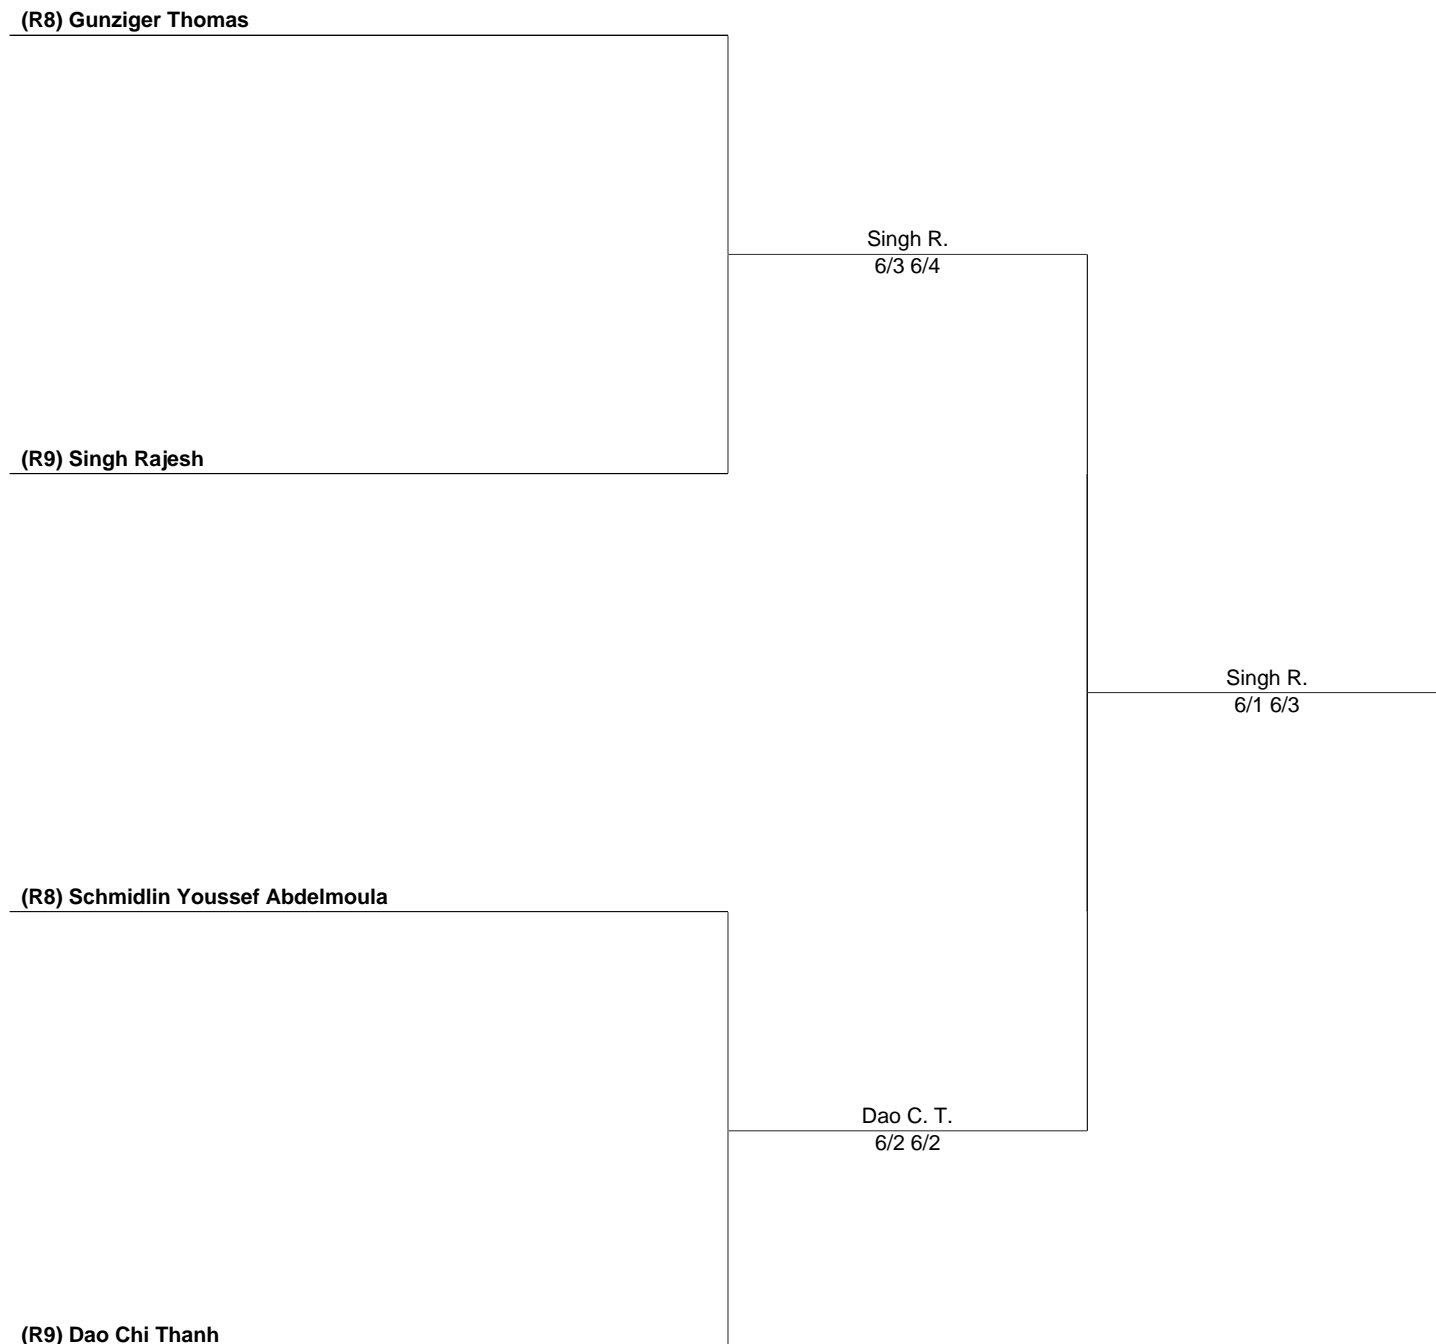 (R8) Gunziger Thomas
Singh R.
6/3 6/4
(R9) Singh Rajesh
Singh R.
6/1 6/3
(R8) Schmidlin Youssef Abdelmoula
Dao C. T.
6/2 6/2
(R9) Dao Chi Thanh